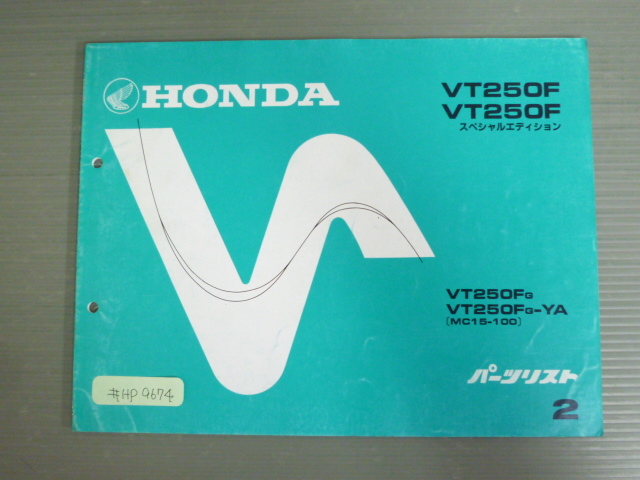 HONDA
VT250F
VT250F
スペシャルエディション
VT250FG
VT250FG-YA
〔MC15-100〕
パーツリスト
2
#HP 9674